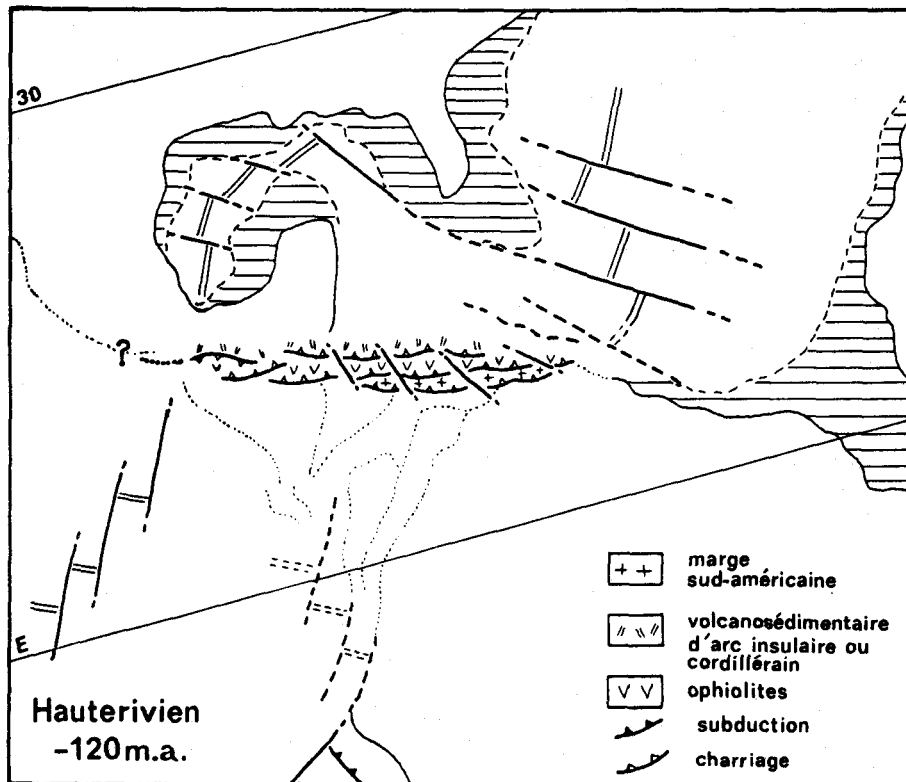 30
?
E
Hauterivien
-120 m.a.
marge
sud-américaine
volcanosédimentaire
d'arc insulaire ou
cordillérain
ophiolites
subduction
charriage